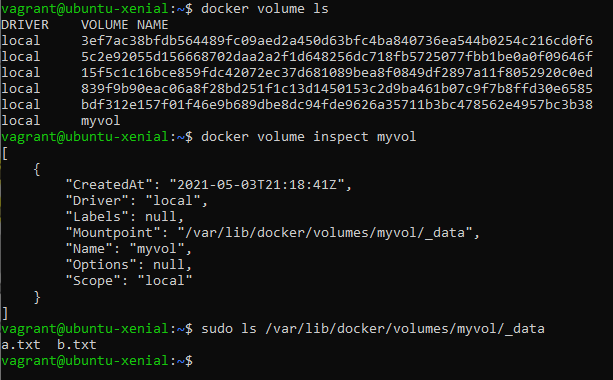 vagrant@ubuntu-xenial:~$ docker volume ls
DRIVER    VOLUME NAME
local     3ef7ac38bfdb564489fc09aed2a450d63bfc4ba840736ea544b0254c216cd0f6
local     5c2e92055d156668702daa2a2f1d648256dc718fb5725077fbb1be0a0f09646f
local     15f5c1c16bce859fdc42072ec37d681089bea8f0849df2897a11f8052920c0ed
local     839f9b90eac06a8f28bd251f1c13d1450153c2d9ba461b07c9f7b8ffd30e6585
local     bdf312e157f01f46e9b689dbe8dc94fde9626a35711b3bc478562e4957bc3b38
local     myvol
vagrant@ubuntu-xenial:~$ docker volume inspect myvol
[
    {
        "CreatedAt": "2021-05-03T21:18:41Z",
        "Driver": "local",
        "Labels": null,
        "Mountpoint": "/var/lib/docker/volumes/myvol/_data",
        "Name": "myvol",
        "Options": null,
        "Scope": "local"
    }
]
vagrant@ubuntu-xenial:~$ sudo ls /var/lib/docker/volumes/myvol/_data
a.txt  b.txt
vagrant@ubuntu-xenial:~$